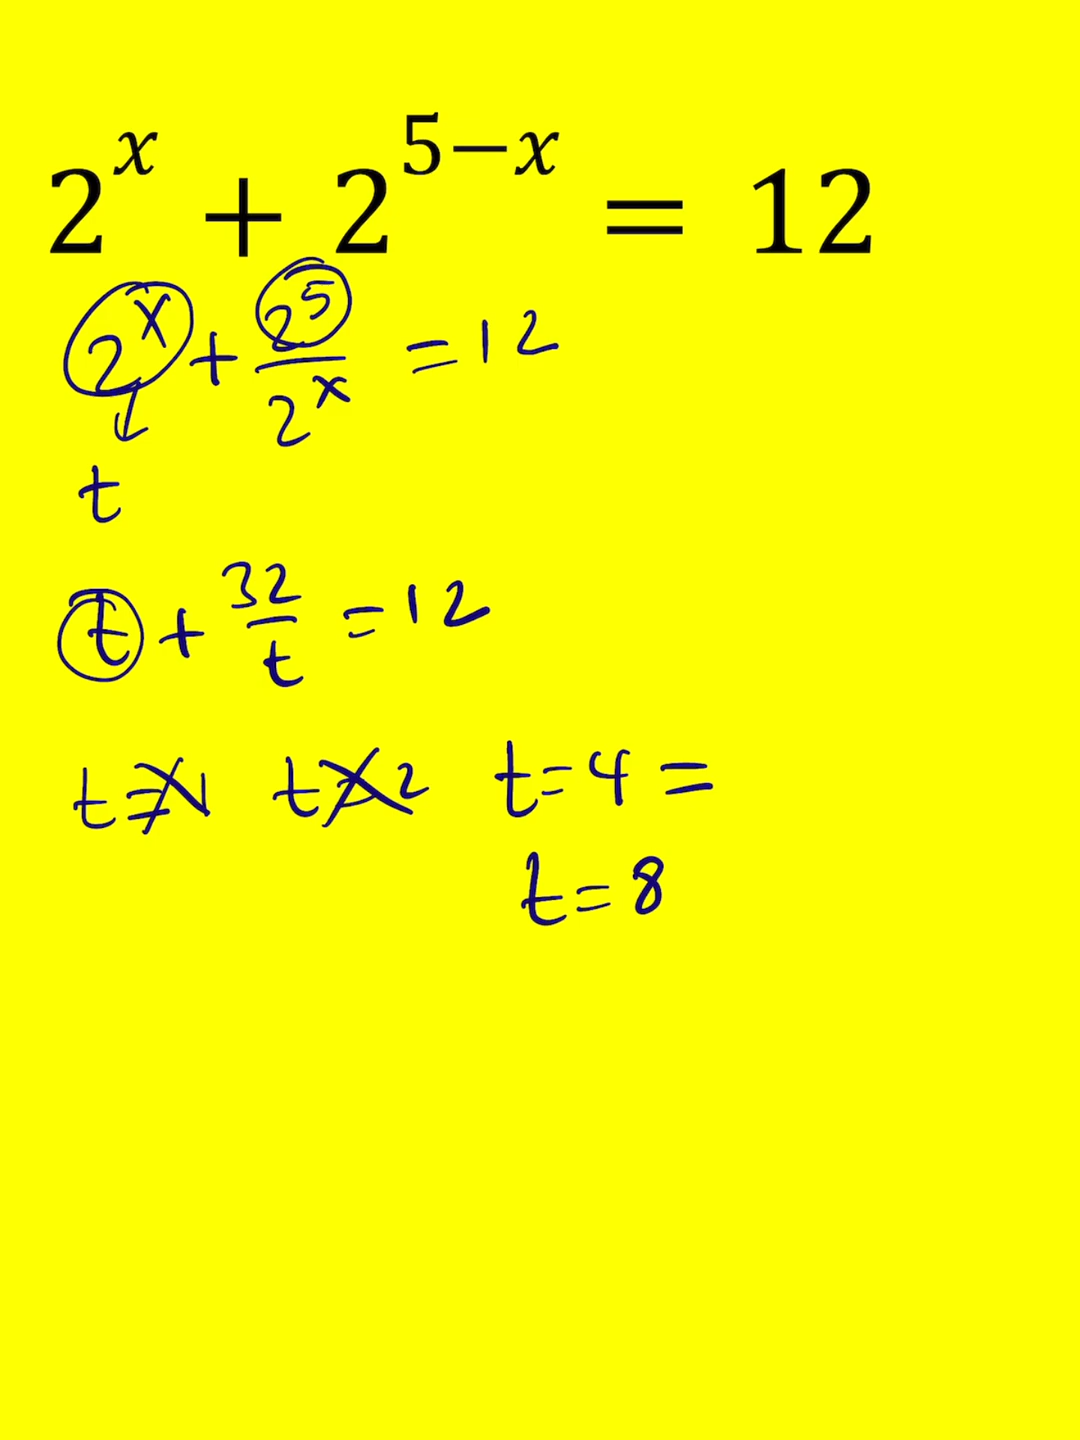 2^x + 2^{5−x} = 12
2^x + 2^5/2^x = 12
t
t + 32/t = 12
t=1 t=2 t=4 =
t=8